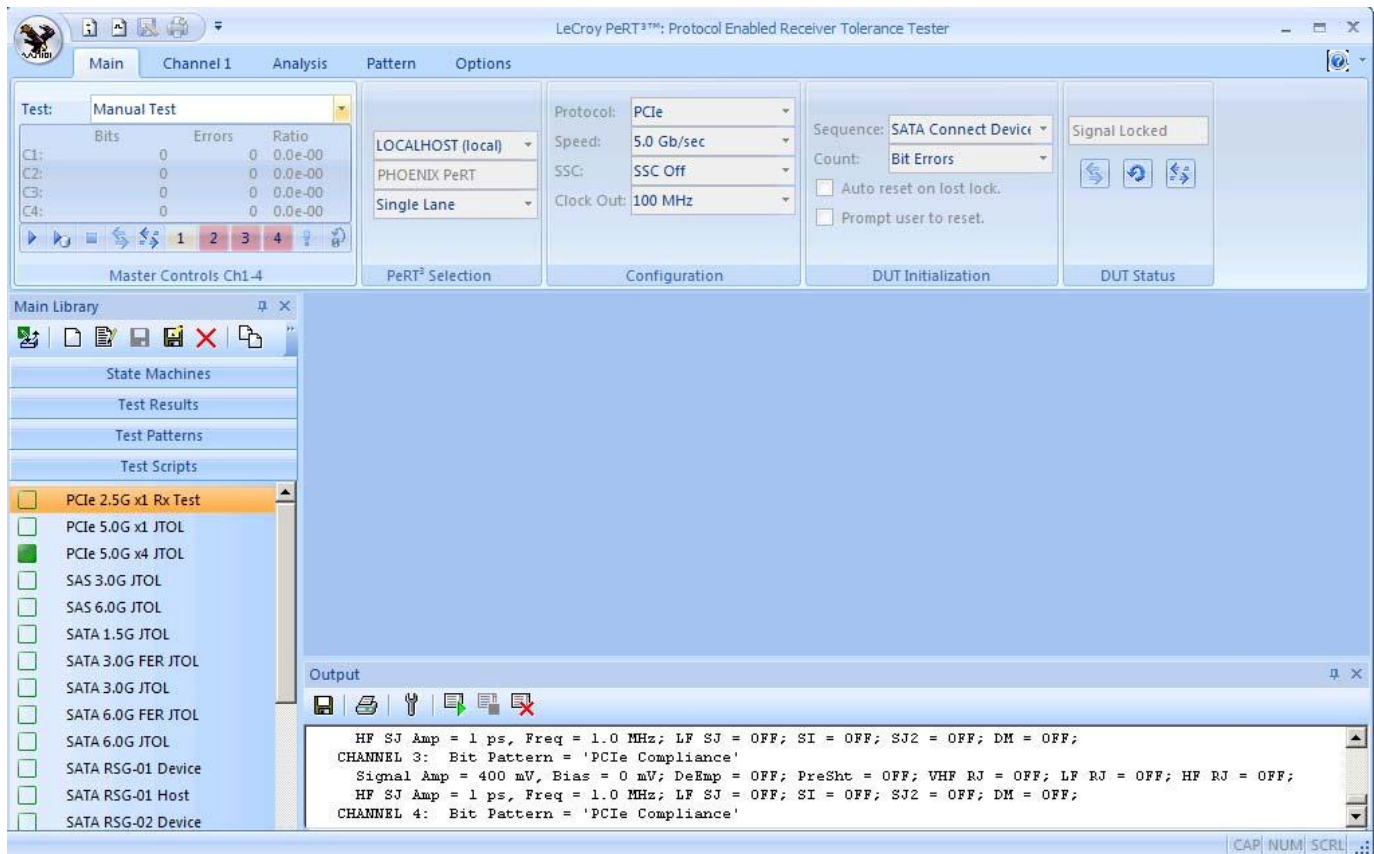 LeCroy PeRT³™: Protocol Enabled Receiver Tolerance Tester
Main Channel 1 Analysis Pattern Options
Test: Manual Test
Bits Errors Ratio
C1: 0 0 0.0e-00
C2: 0 0 0.0e-00
C3: 0 0 0.0e-00
C4: 0 0 0.0e-00
1 2 3 4
Master Controls Ch1-4
LOCALHOST (local)
PHOENIX PeRT
Single Lane
PeRT³ Selection
Protocol: PCIe
Speed: 5.0 Gb/sec
SSC: SSC Off
Clock Out: 100 MHz
Configuration
Sequence: SATA Connect Device
Count: Bit Errors
Auto reset on lost lock.
Prompt user to reset.
DUT Initialization
Signal Locked
DUT Status
Main Library
State Machines
Test Results
Test Patterns
Test Scripts
PCIe 2.5G x1 Rx Test
PCIe 5.0G x1 JTOL
PCIe 5.0G x4 JTOL
SAS 3.0G JTOL
SAS 6.0G JTOL
SATA 1.5G JTOL
SATA 3.0G FER JTOL
SATA 3.0G JTOL
SATA 6.0G FER JTOL
SATA 6.0G JTOL
SATA RSG-01 Device
SATA RSG-01 Host
SATA RSG-02 Device
Output
HF SJ Amp = 1 ps, Freq = 1.0 MHz; LF SJ = OFF; SI = OFF; SJ2 = OFF; DM = OFF;
CHANNEL 3: Bit Pattern = 'PCIe Compliance'
Signal Amp = 400 mV, Bias = 0 mV; DeEmp = OFF; PreSht = OFF; VHF RJ = OFF; LF RJ = OFF; HF RJ = OFF;
HF SJ Amp = 1 ps, Freq = 1.0 MHz; LF SJ = OFF; SI = OFF; SJ2 = OFF; DM = OFF;
CHANNEL 4: Bit Pattern = 'PCIe Compliance'
CAP NUM SCRL